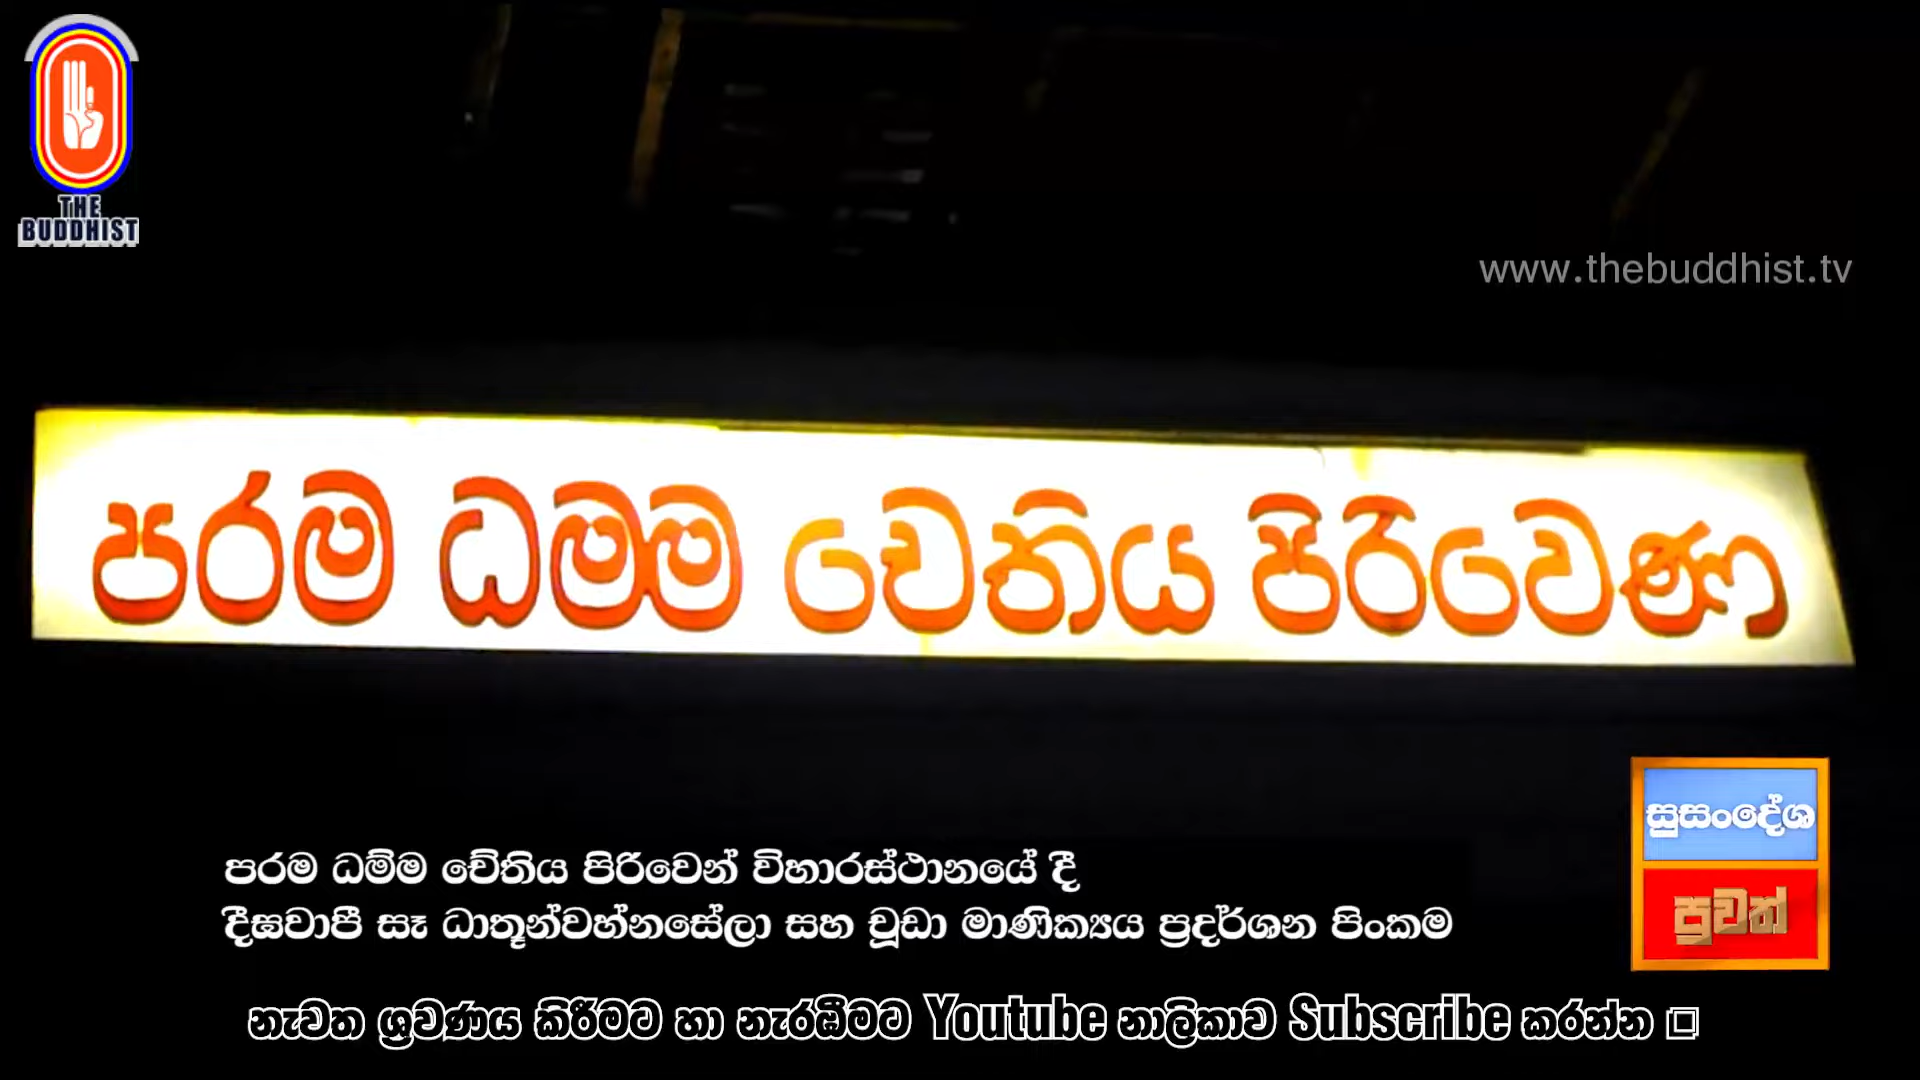 THE
BUDDHIST
www.thebuddhist.tv
පරම ධම්ම චේතිය පිරිවෙණ
සුසංදේශ
පුවත්
පරම ධම්ම චේතිය පිරිවෙන් විහාරස්ථානයේ දී
දීඝවාපී සෑ ධාතූන්වහන්සේලා සහ චූඩා මාණික්‍යය ප්‍රදර්ශන පිංකම
නැවත ශ්‍රවණය කිරීමට හා නැරඹීමට Youtube නාලිකාව Subscribe කරන්න